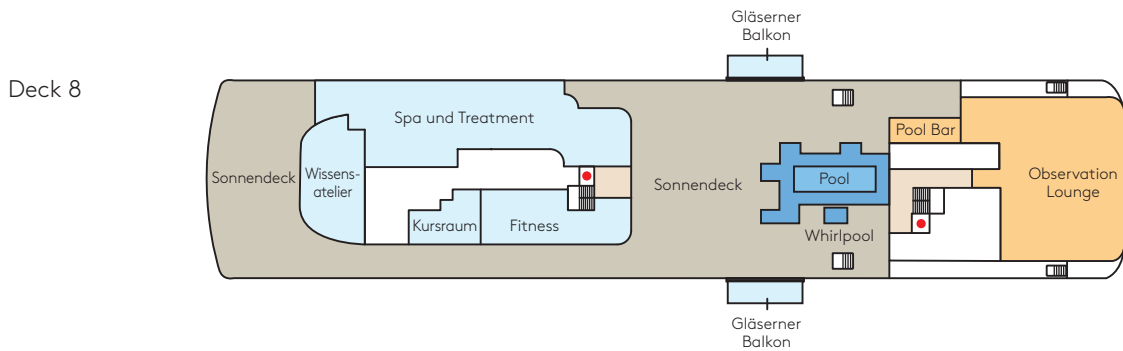 Gläserner
Balkon
Deck 8
Spa und Treatment
Pool Bar
Sonnendeck
Wissens-
atelier
Sonnendeck
Pool
Observation
Lounge
Kursraum
Fitness
Whirlpool
Gläserner
Balkon